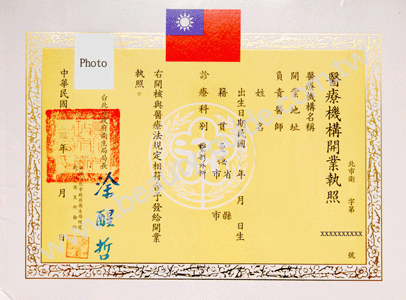 醫療機構開業執照
北市衛 字第
xxxxxxxxxx
號
醫療機構名稱
開業地址
負責醫師
姓名
出生日期民國 年 月 日生
籍貫 省 縣
市 市
診療科別
右開核與醫療法規定相符 予發給開業
執照。
台北 政府衛生局局長 涂醒哲
中華民國 年 月 日
Photo